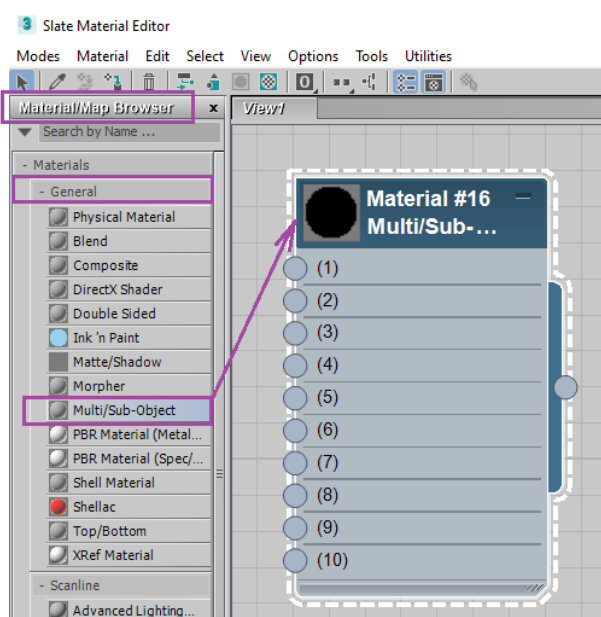 Slate Material Editor
Modes Material Edit Select View Options Tools Utilities
Material/Map Browser x
View1
Search by Name ...
- Materials
- General
Physical Material
Blend
Composite
DirectX Shader
Double Sided
Ink 'n Paint
Matte/Shadow
Morpher
Multi/Sub-Object
PBR Material (Metal...
PBR Material (Spec/...
Shell Material
Shellac
Top/Bottom
XRef Material
- Scanline
Advanced Lighting...
Material #16
Multi/Sub-...
(1)
(2)
(3)
(4)
(5)
(6)
(7)
(8)
(9)
(10)